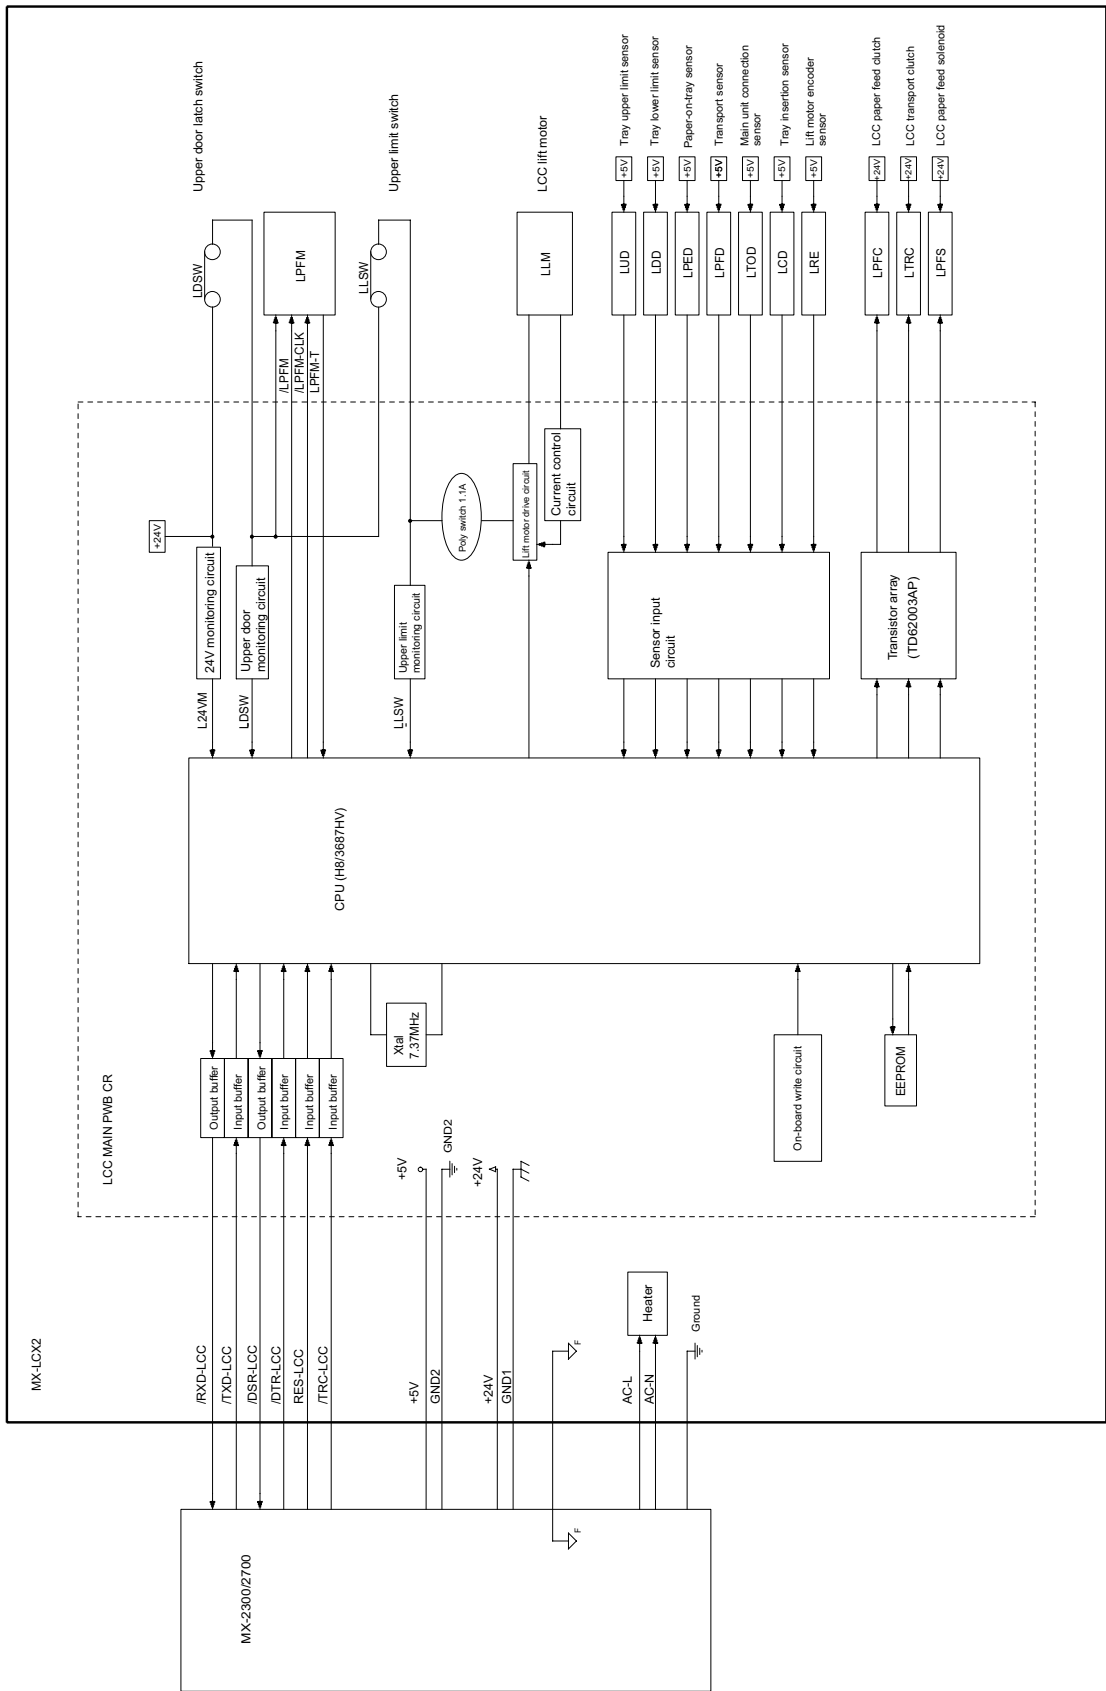 MX-LCX2
LCC MAIN PWB CR
MX-2300/2700
/RXD-LCC
/TXD-LCC
/DSR-LCC
/DTR-LCC
RES-LCC
/TRC-LCC
+5V
GND2
+24V
GND1
F
F
AC-L
AC-N
Heater
Ground
Output buffer
Input buffer
Output buffer
Input buffer
Input buffer
Input buffer
+5V
GND2
+24V
Xtal
7.37MHz
On-board write circuit
EEPROM
CPU (H8/3687HV)
L24VM
LDSW
LLSW
24V monitoring circuit
Upper door
monitoring circuit
Upper limit
monitoring circuit
+24V
Poly switch 1.1A
Lift motor drive circuit
Current control
circuit
Sensor input
circuit
Transistor array
(TD62003AP)
/LPFM
/LPFM-CLK
LPFM-T
LDSW
Upper door latch switch
LPFM
LLSW
Upper limit switch
LLM
LCC lift motor
LUD
+5V
Tray upper limit sensor
LDD
+5V
Tray lower limit sensor
LPED
+5V
Paper-on-tray sensor
LPFD
+5V
Transport sensor
LTOD
+5V
Main unit connection
sensor
LCD
+5V
Tray insertion sensor
LRE
+5V
Lift motor encoder
sensor
LPFC
+24V
LCC paper feed clutch
LTRC
+24V
LCC transport clutch
LPFS
+24V
LCC paper feed solenoid